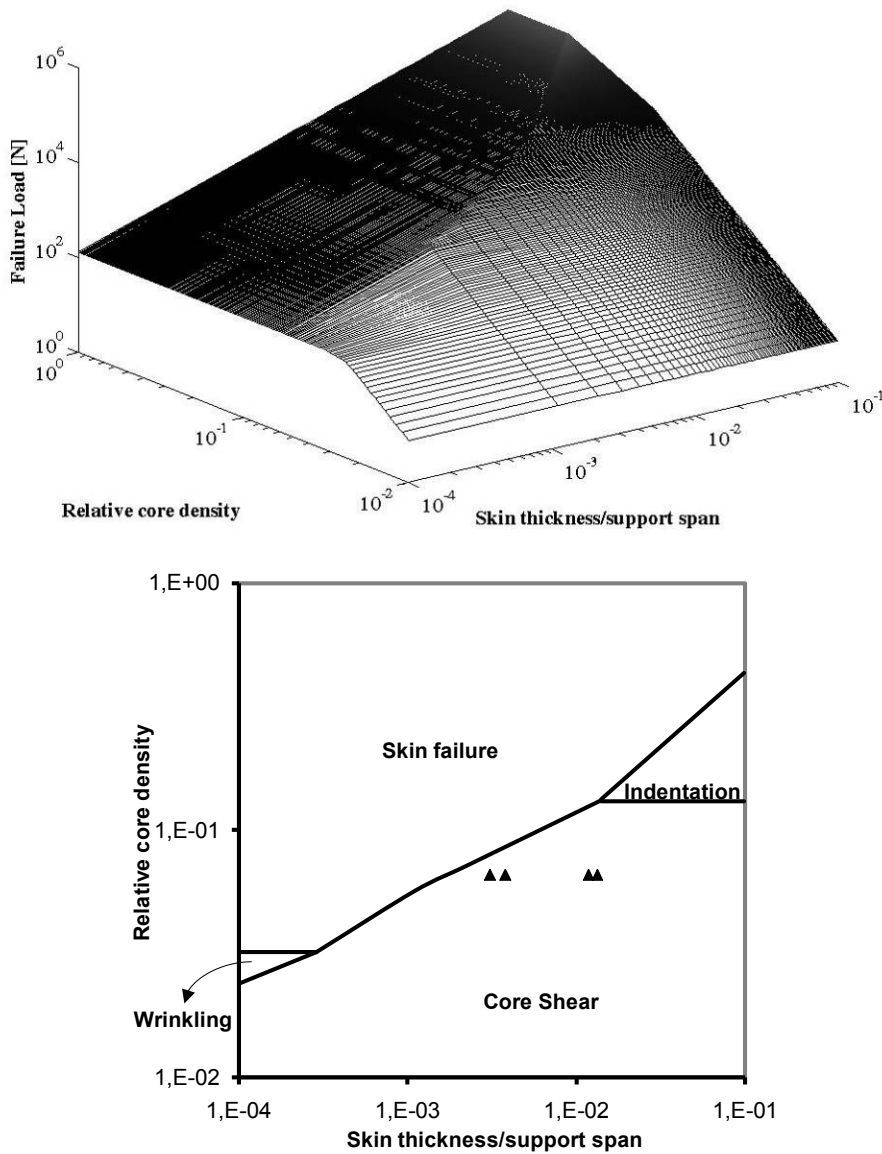 10^6
10^4
10^2
10^0
Failure Load [N]
10^0
10^-1
10^-2
Relative core density
10^-4
10^-3
10^-2
10^-1
Skin thickness/support span
1,E+00
1,E-01
1,E-02
Relative core density
Skin failure
Indentation
Wrinkling
Core Shear
1,E-04
1,E-03
1,E-02
1,E-01
Skin thickness/support span